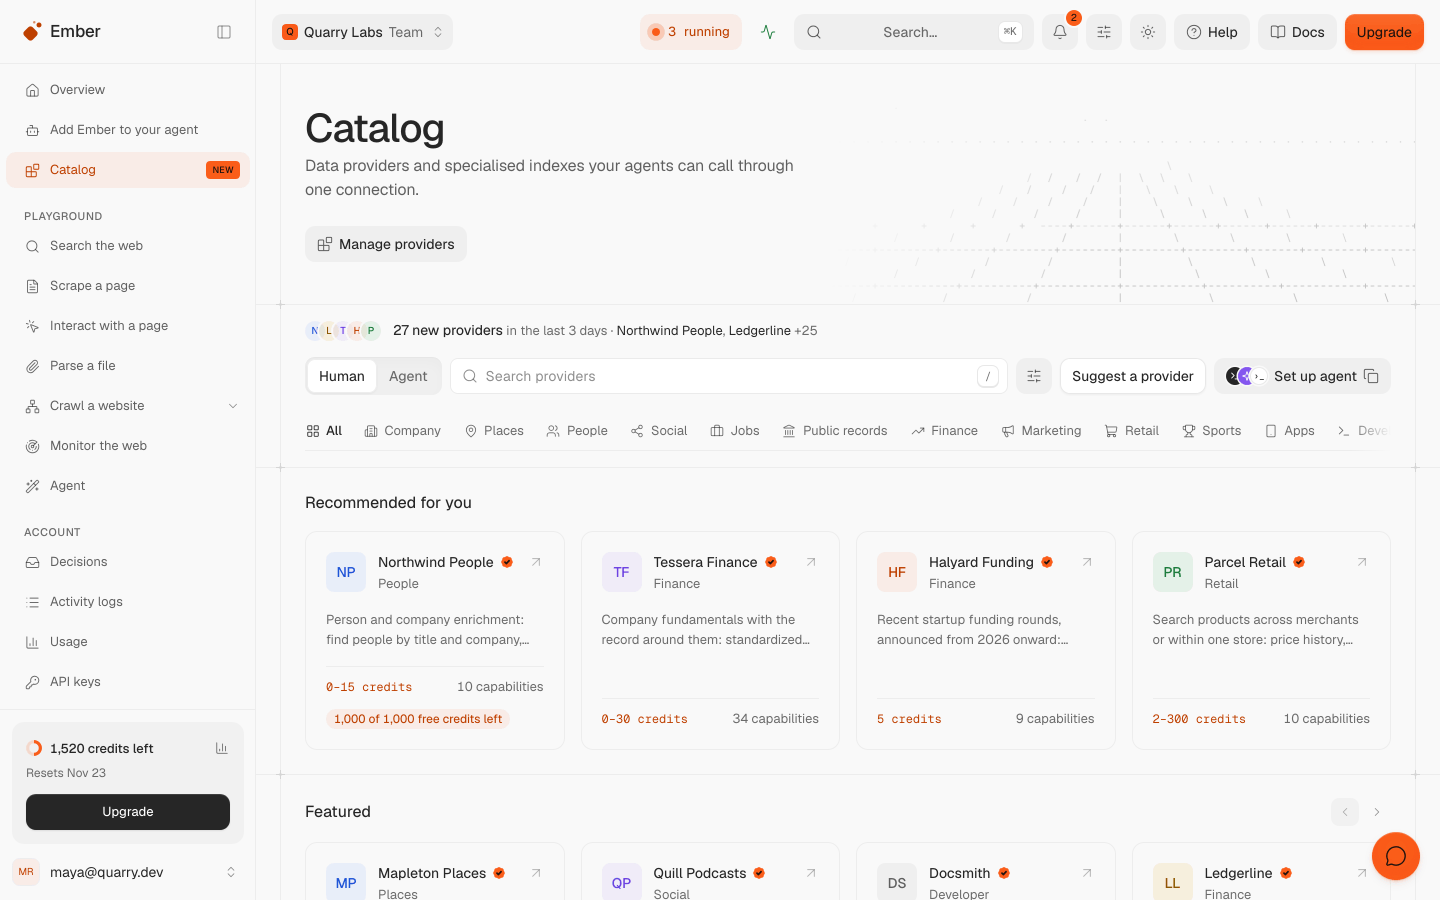 Ember
Quarry Labs Team
3 running
Search...
⌘K
2
Help
Docs
Upgrade
Overview
Add Ember to your agent
Catalog
NEW
PLAYGROUND
Search the web
Scrape a page
Interact with a page
Parse a file
Crawl a website
Monitor the web
Agent
ACCOUNT
Decisions
Activity logs
Usage
API keys
1,520 credits left
Resets Nov 23
Upgrade
MR
maya@quarry.dev
Catalog
Data providers and specialised indexes your agents can call through
one connection.
Manage providers
N L T H P
27 new providers in the last 3 days · Northwind People, Ledgerline +25
Human
Agent
Search providers
/
Suggest a provider
Set up agent
All
Company
Places
People
Social
Jobs
Public records
Finance
Marketing
Retail
Sports
Apps
Deve
Recommended for you
NP
Northwind People
People
Person and company enrichment:
find people by title and company,...
0–15 credits
10 capabilities
1,000 of 1,000 free credits left
TF
Tessera Finance
Finance
Company fundamentals with the
record around them: standardized...
0–30 credits
34 capabilities
HF
Halyard Funding
Finance
Recent startup funding rounds,
announced from 2026 onward:...
5 credits
9 capabilities
PR
Parcel Retail
Retail
Search products across merchants
or within one store: price history,...
2–300 credits
10 capabilities
Featured
MP
Mapleton Places
Places
QP
Quill Podcasts
Social
DS
Docsmith
Developer
LL
Ledgerline
Finance